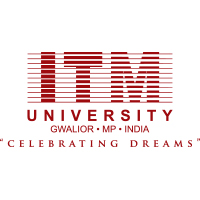 ITM
UNIVERSITY
GWALIOR • MP • INDIA
“CELEBRATING DREAMS”